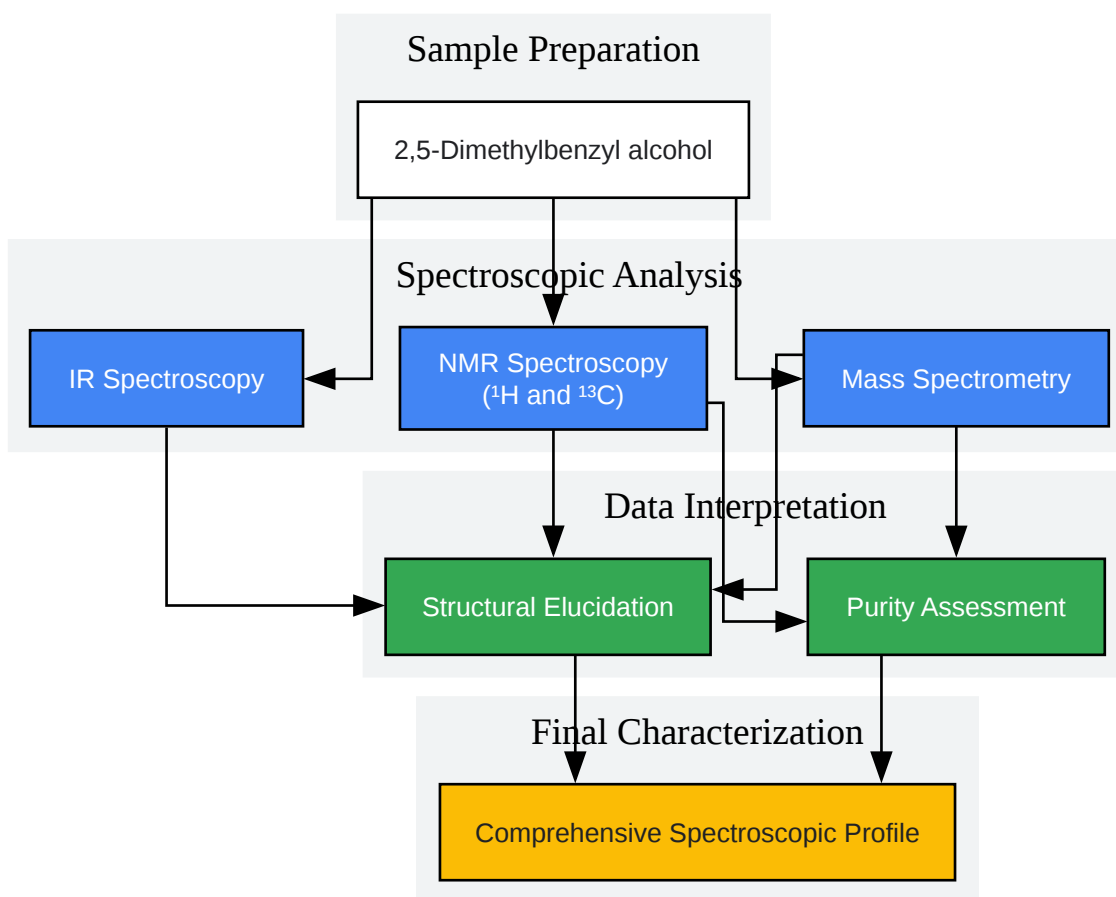 Sample Preparation
2,5-Dimethylbenzyl alcohol
Spectroscopic Analysis
IR Spectroscopy
NMR Spectroscopy
(¹H and ¹³C)
Mass Spectrometry
Data Interpretation
Structural Elucidation
Purity Assessment
Final Characterization
Comprehensive Spectroscopic Profile